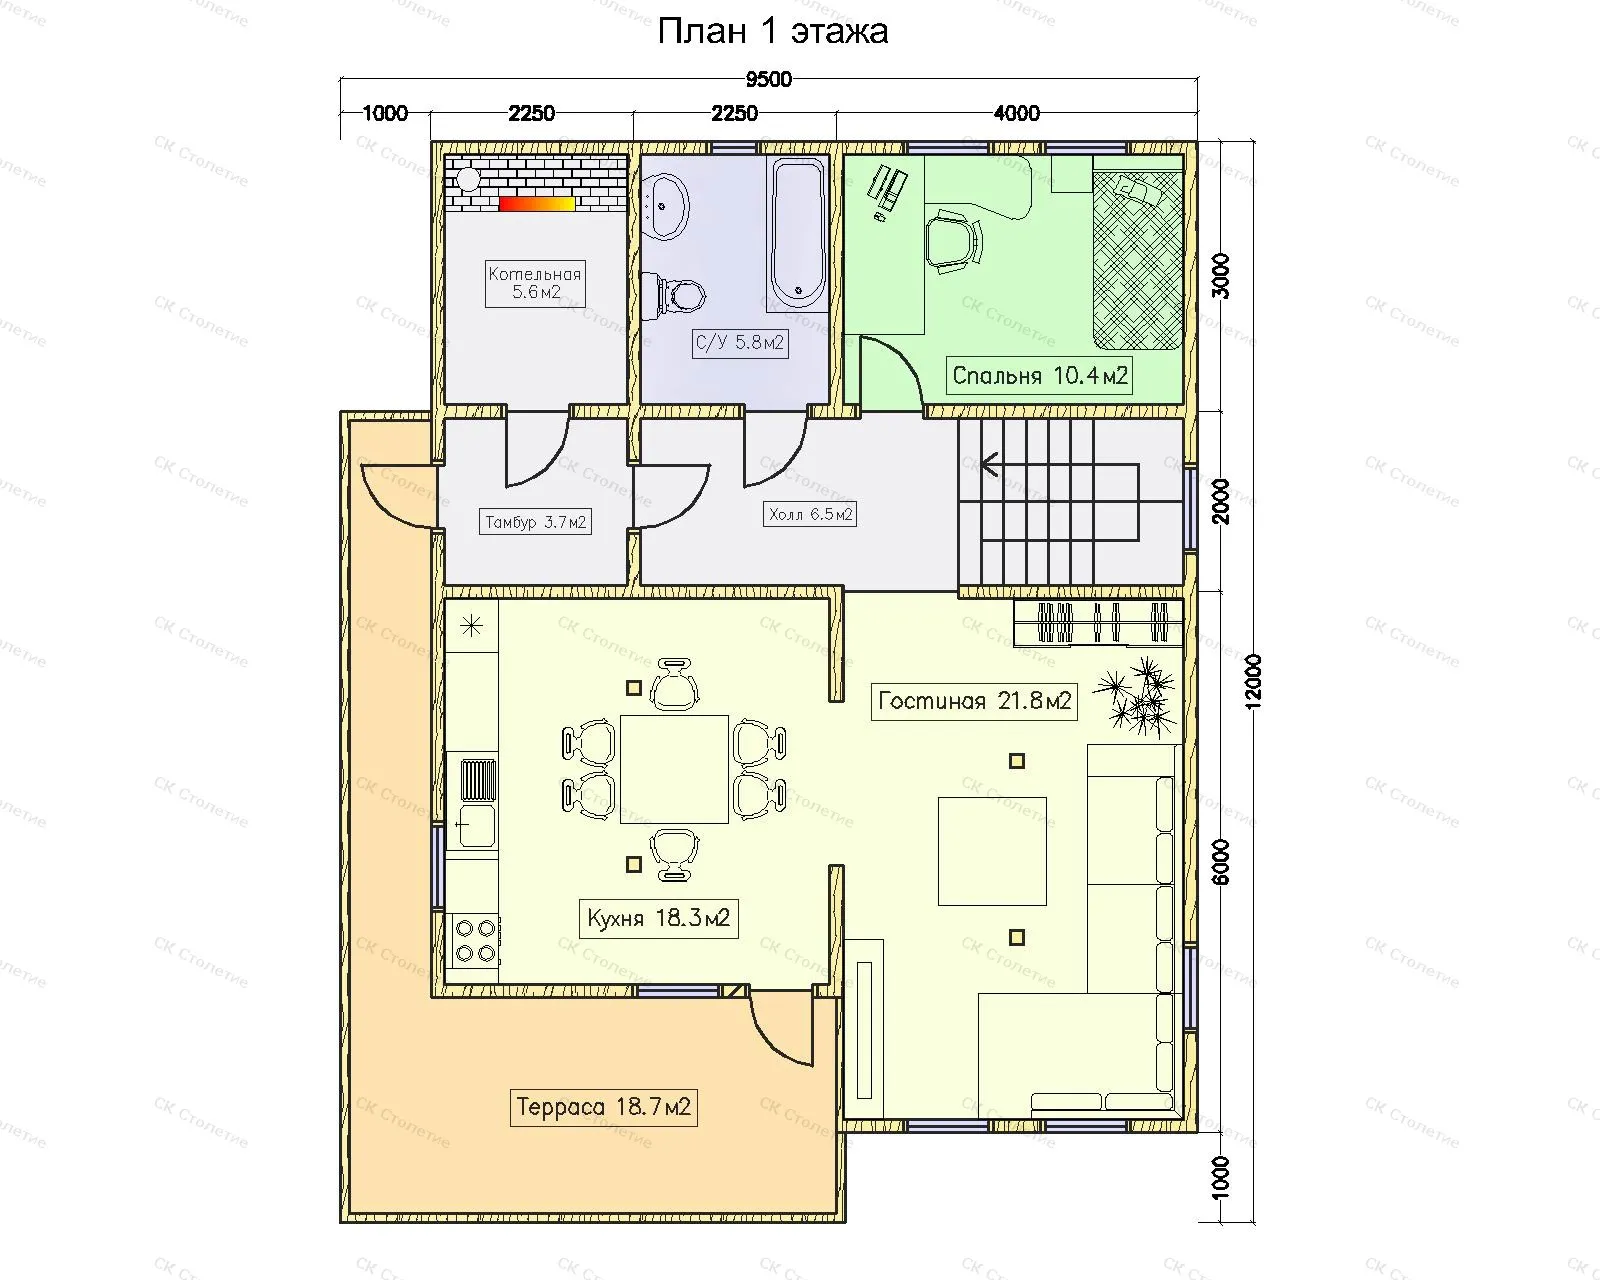 План 1 этажа
9500
1000 2250 2250 4000
Котельная
5.6м2
С/У 5.8м2
Спальня 10.4м2
3000
Тамбур 3.7м2
Холл 6.5м2
2000
12000
Гостиная 21.8м2
6000
Кухня 18.3м2
Терраса 18.7м2
1000
СК Столетие